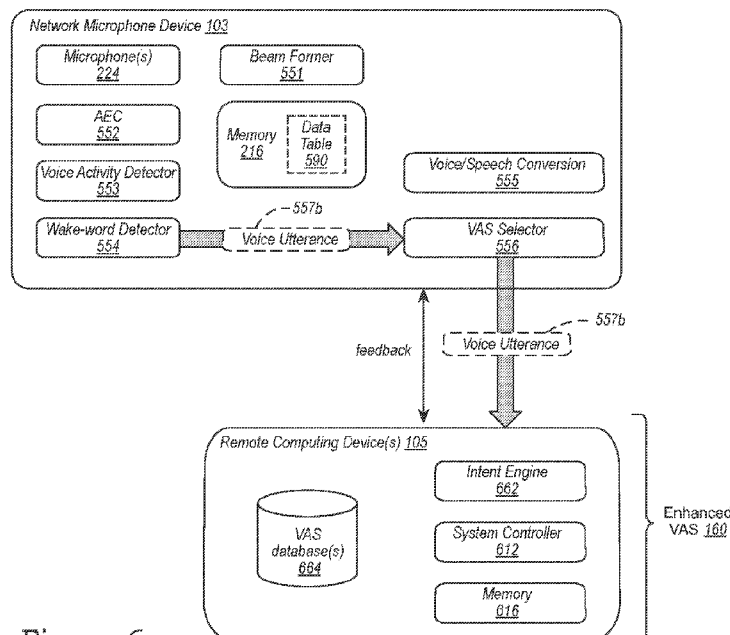 Network Microphone Device 103
Microphone(s)
224
Beam Former
551
AEC
552
Memory
216
Data
Table
590
Voice Activity Detector
553
Voice/Speech Conversion
555
557b
Wake-word Detector
554
Voice Utterance
VAS Selector
556
feedback
557b
Voice Utterance
Remote Computing Device(s) 105
Intent Engine
662
VAS
database(s)
664
System Controller
612
Enhanced
VAS 160
Memory
616